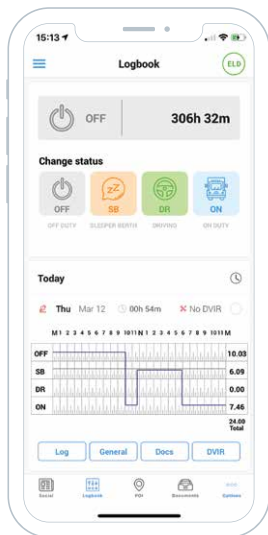 15:13
Logbook
ELD
OFF 306h 32m
Change status
OFF SB DR ON
OFF DUTY SLEEPER BERTH DRIVING ON DUTY
Today
Thu Mar 12 00h 54m No DVIR
M 1 2 3 4 5 6 7 8 9 10 11 N 1 2 3 4 5 6 7 8 9 10 11 M
OFF 10.03
SB 6.09
DR 0.00
ON 7.46
24.00
Total
Log General Docs DVIR
Social Logbook POI Documents Options